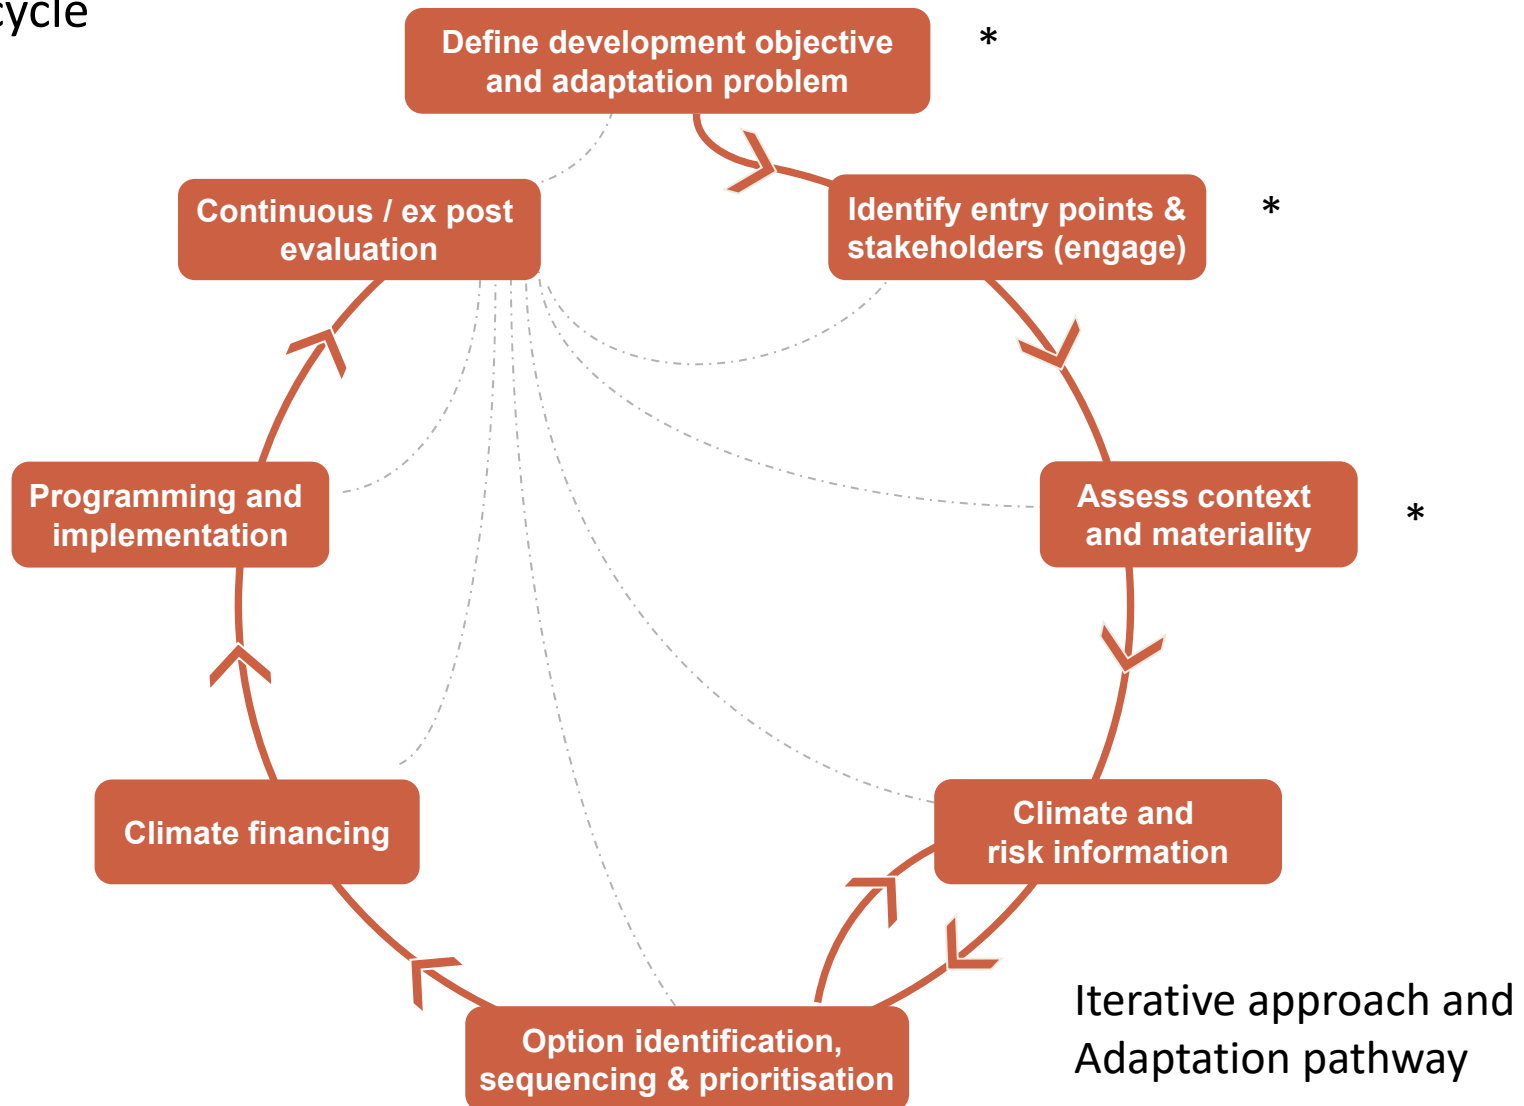 cycle
Define development objective
and adaptation problem
*
Identify entry points &
stakeholders (engage)
*
Assess context
and materiality
*
Climate and
risk information
Iterative approach and
Adaptation pathway
Option identification,
sequencing & prioritisation
Climate financing
Programming and
implementation
Continuous / ex post
evaluation